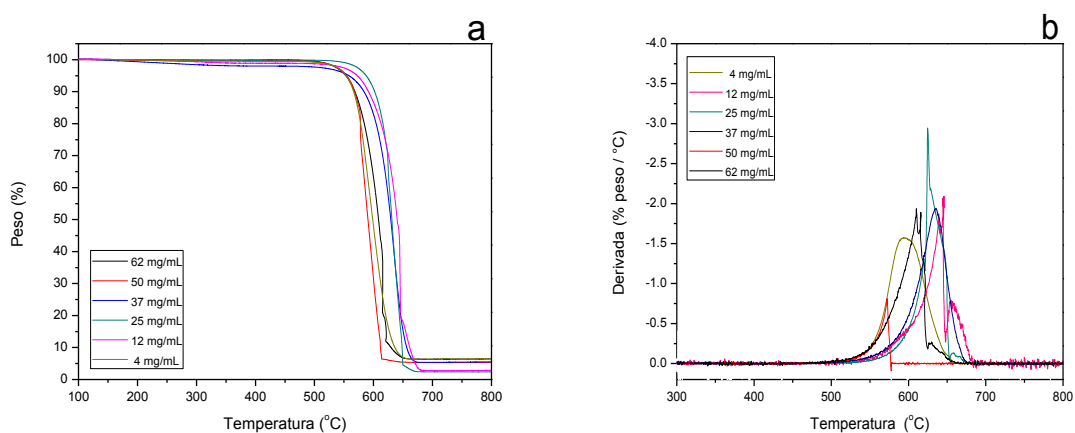 a
100
90
80
70
60
50
40
30
20
10
0
Peso (%)
62 mg/mL
50 mg/mL
37 mg/mL
25 mg/mL
12 mg/mL
4 mg/mL
100 200 300 400 500 600 700 800
Temperatura (°C)
b
-4.0
-3.5
-3.0
-2.5
-2.0
-1.5
-1.0
-0.5
0.0
Derivada (% peso / °C)
4 mg/mL
12 mg/mL
25 mg/mL
37 mg/mL
50 mg/mL
62 mg/mL
300 400 500 600 700 800
Temperatura (°C)